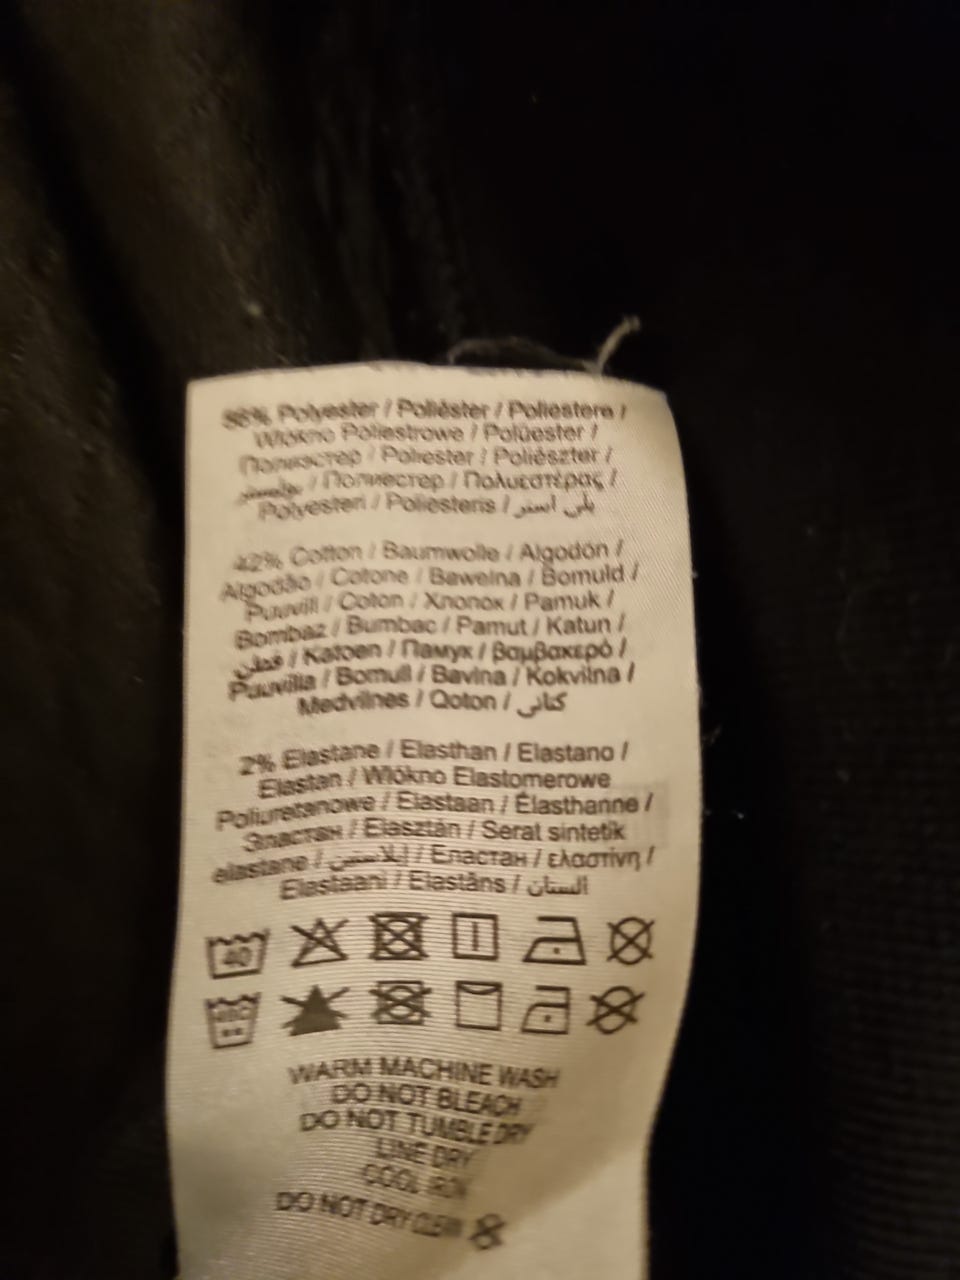 56% Polyester / Poliéster / Poliestere /
Włókno Poliestrowe / Polüester /
Полиэстер / Poliester / Poliészter /
بوليستر / Полиестер / Πολυεστέρας /
Polyesteri / Poliesteris / پلی استر
42% Cotton / Baumwolle / Algodón /
Algodão / Cotone / Bawełna / Bomuld /
Puuvill / Coton / Хлопок / Pamuk /
Bombaž / Bumbac / Pamut / Katun /
قطن / Katoen / Памук / βαμβακερό /
Puuvilla / Bomull / Bavlna / Kokvilna /
Medvilnes / Qoton / کتانی
2% Elastane / Elasthan / Elastano /
Elastan / Włókno Elastomerowe
Poliuretanowe / Elastaan / Élasthanne /
Эластан / Elasztán / Serat sintetik
elastane / إيلاستين / Еластан / ελαστίνη /
Elastaani / Elastāns / الستان
40
WARM MACHINE WASH
DO NOT BLEACH
DO NOT TUMBLE DRY
LINE DRY
COOL IRON
DO NOT DRY CLEAN